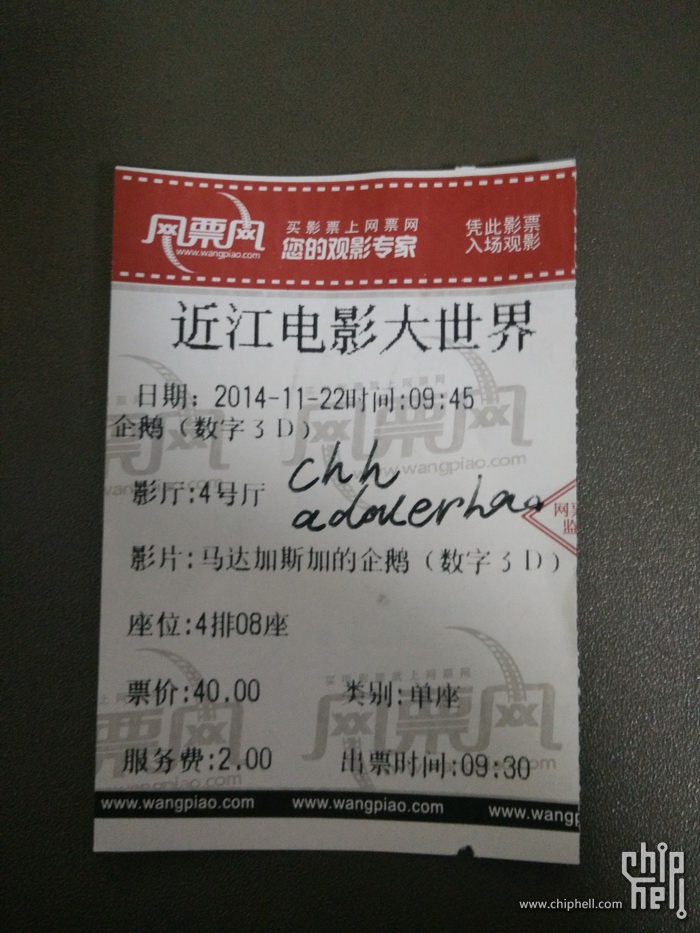 网票网
www.wangpiao.com
买影票上网票网
您的观影专家
凭此影票
入场观影
近江电影大世界
日期：2014-11-22时间:09:45
企鹅（数字3D）
chh
影厅:4号厅
影片:马达加斯加的企鹅（数字3D）
座位:4排08座
票价:40.00 类别:单座
服务费:2.00 出票时间:09:30
www.wangpiao.com www.wangpiao.com www.wangp
chip
hell
www.chiphell.com